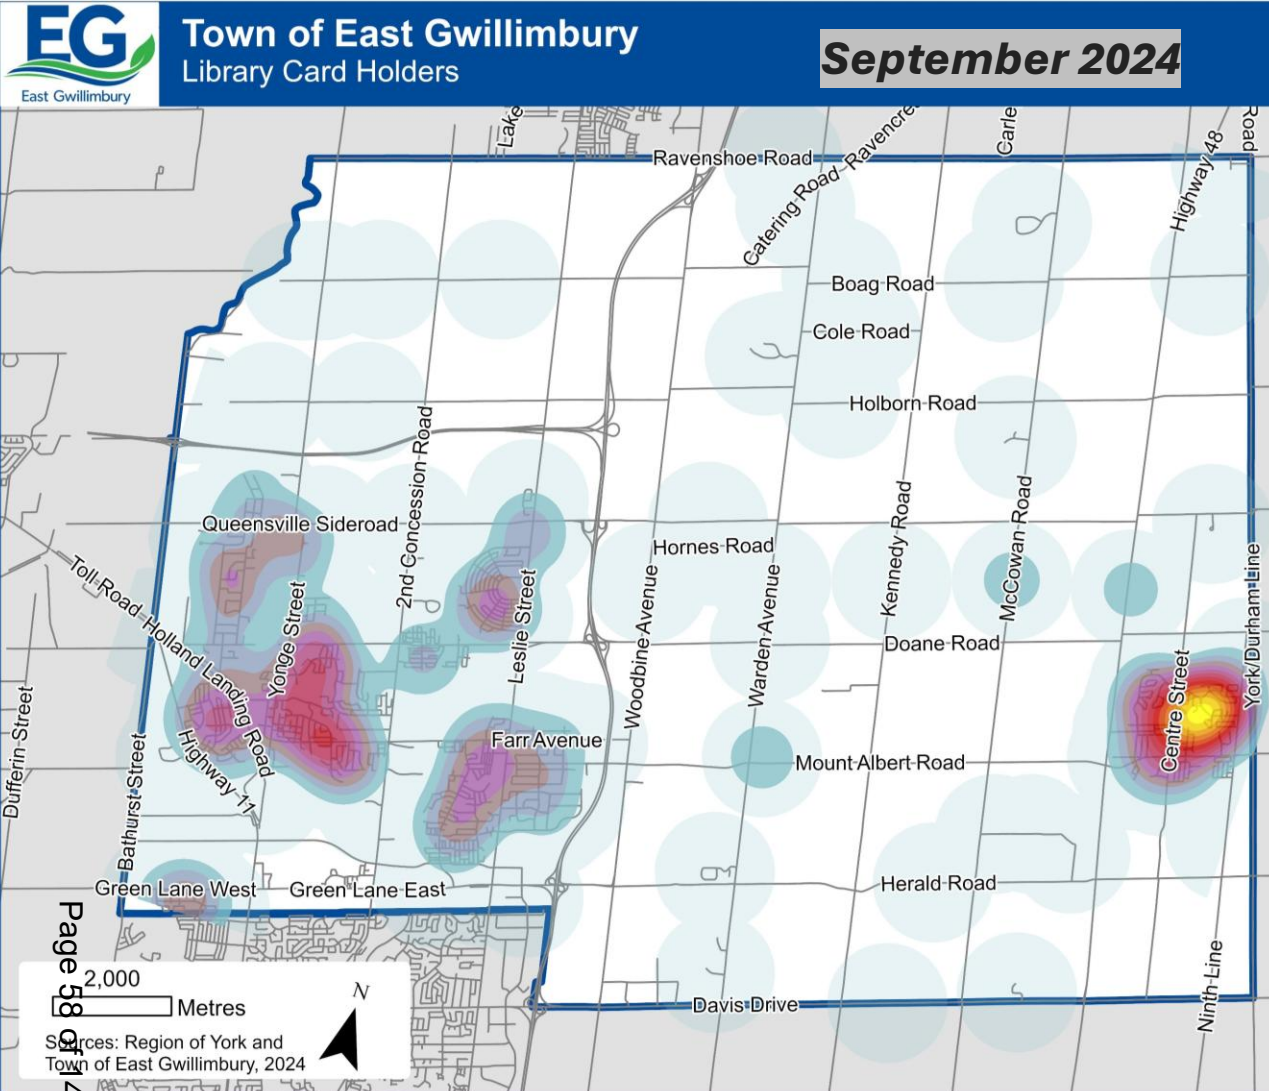 EG
East Gwillimbury
Town of East Gwillimbury
Library Card Holders
September 2024
Lake
Ravenshoe Road
Catering Road
Ravencre
Carle
Highway 48
Road
Boag Road
Cole Road
Holborn Road
2nd Concession Road
Queensville Sideroad
Toll Road
Holland Landing Road
Yonge Street
Leslie Street
Hornes Road
Woodbine Avenue
Warden Avenue
Kennedy Road
McCowan Road
Doane Road
York/Durham Line
Centre Street
Dufferin Street
Bathurst Street
Highway 11
Farr Avenue
Mount Albert Road
Green Lane West
Green Lane East
Herald Road
Ninth Line
Davis Drive
Page 58 of 14
2,000
Metres
N
Sources: Region of York and
Town of East Gwillimbury, 2024